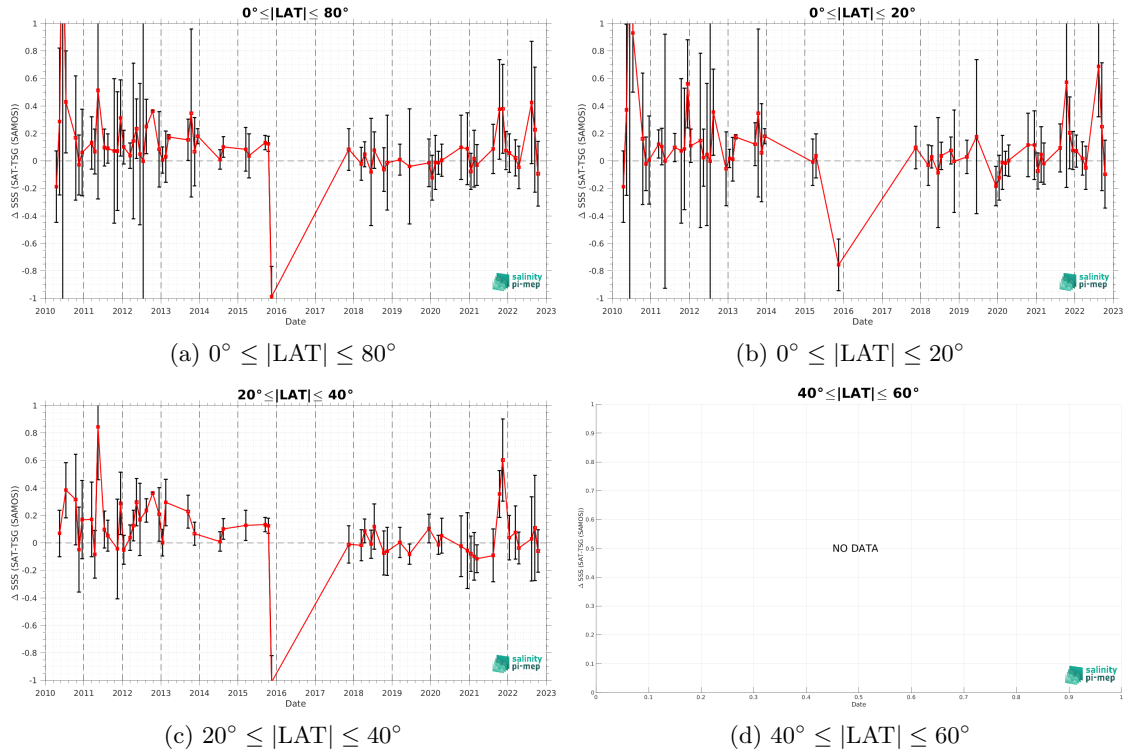 0°≤|LAT|≤ 80°
Δ SSS (SAT-TSG (SAMOS))
1
0.8
0.6
0.4
0.2
0
-0.2
-0.4
-0.6
-0.8
-1
2010 2011 2012 2013 2014 2015 2016 2017 2018 2019 2020 2021 2022 2023
Date
salinity
pi-mep
(a) 0° ≤ |LAT| ≤ 80°
0°≤|LAT|≤ 20°
Δ SSS (SAT-TSG (SAMOS))
1
0.8
0.6
0.4
0.2
0
-0.2
-0.4
-0.6
-0.8
-1
2010 2011 2012 2013 2014 2015 2016 2017 2018 2019 2020 2021 2022 2023
Date
salinity
pi-mep
(b) 0° ≤ |LAT| ≤ 20°
20°≤|LAT|≤ 40°
Δ SSS (SAT-TSG (SAMOS))
1
0.8
0.6
0.4
0.2
0
-0.2
-0.4
-0.6
-0.8
-1
2010 2011 2012 2013 2014 2015 2016 2017 2018 2019 2020 2021 2022 2023
Date
salinity
pi-mep
(c) 20° ≤ |LAT| ≤ 40°
40°≤|LAT|≤ 60°
Δ SSS (SAT-TSG (SAMOS))
1
0.9
0.8
0.7
0.6
0.5
0.4
0.3
0.2
0.1
0
NO DATA
0 0.1 0.2 0.3 0.4 0.5 0.6 0.7 0.8 0.9 1
Date
salinity
pi-mep
(d) 40° ≤ |LAT| ≤ 60°